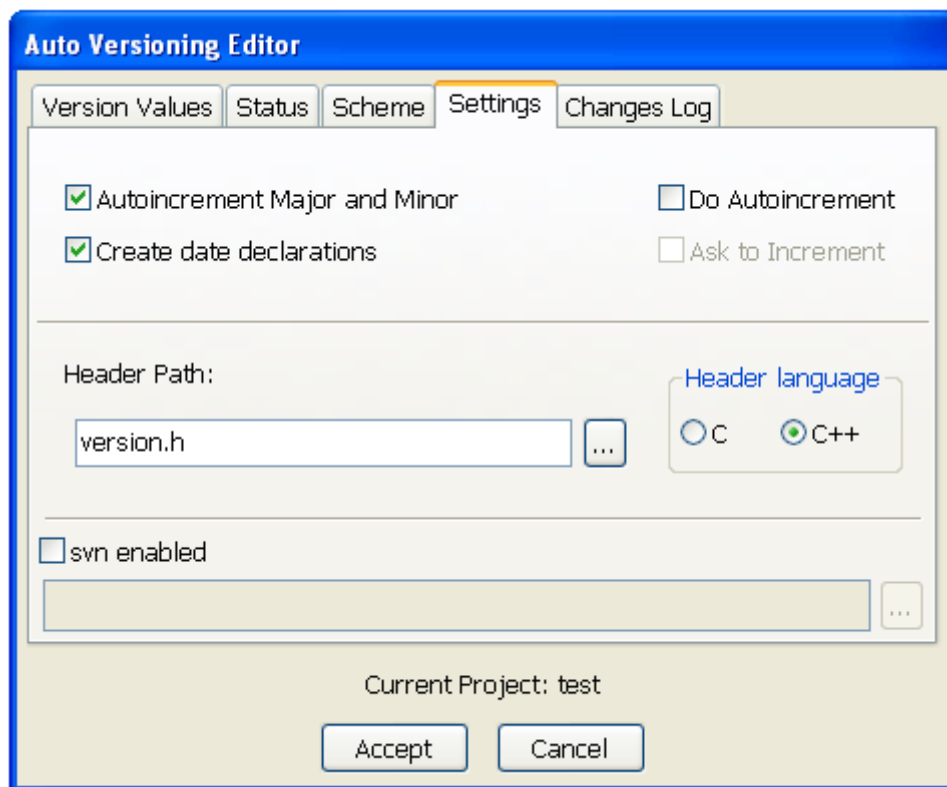 Auto Versioning Editor
Version Values Status Scheme Settings Changes Log
Autoincrement Major and Minor Do Autoincrement
Create date declarations Ask to Increment
Header Path: Header language
version.h ... C C++
svn enabled
...
Current Project: test
Accept Cancel